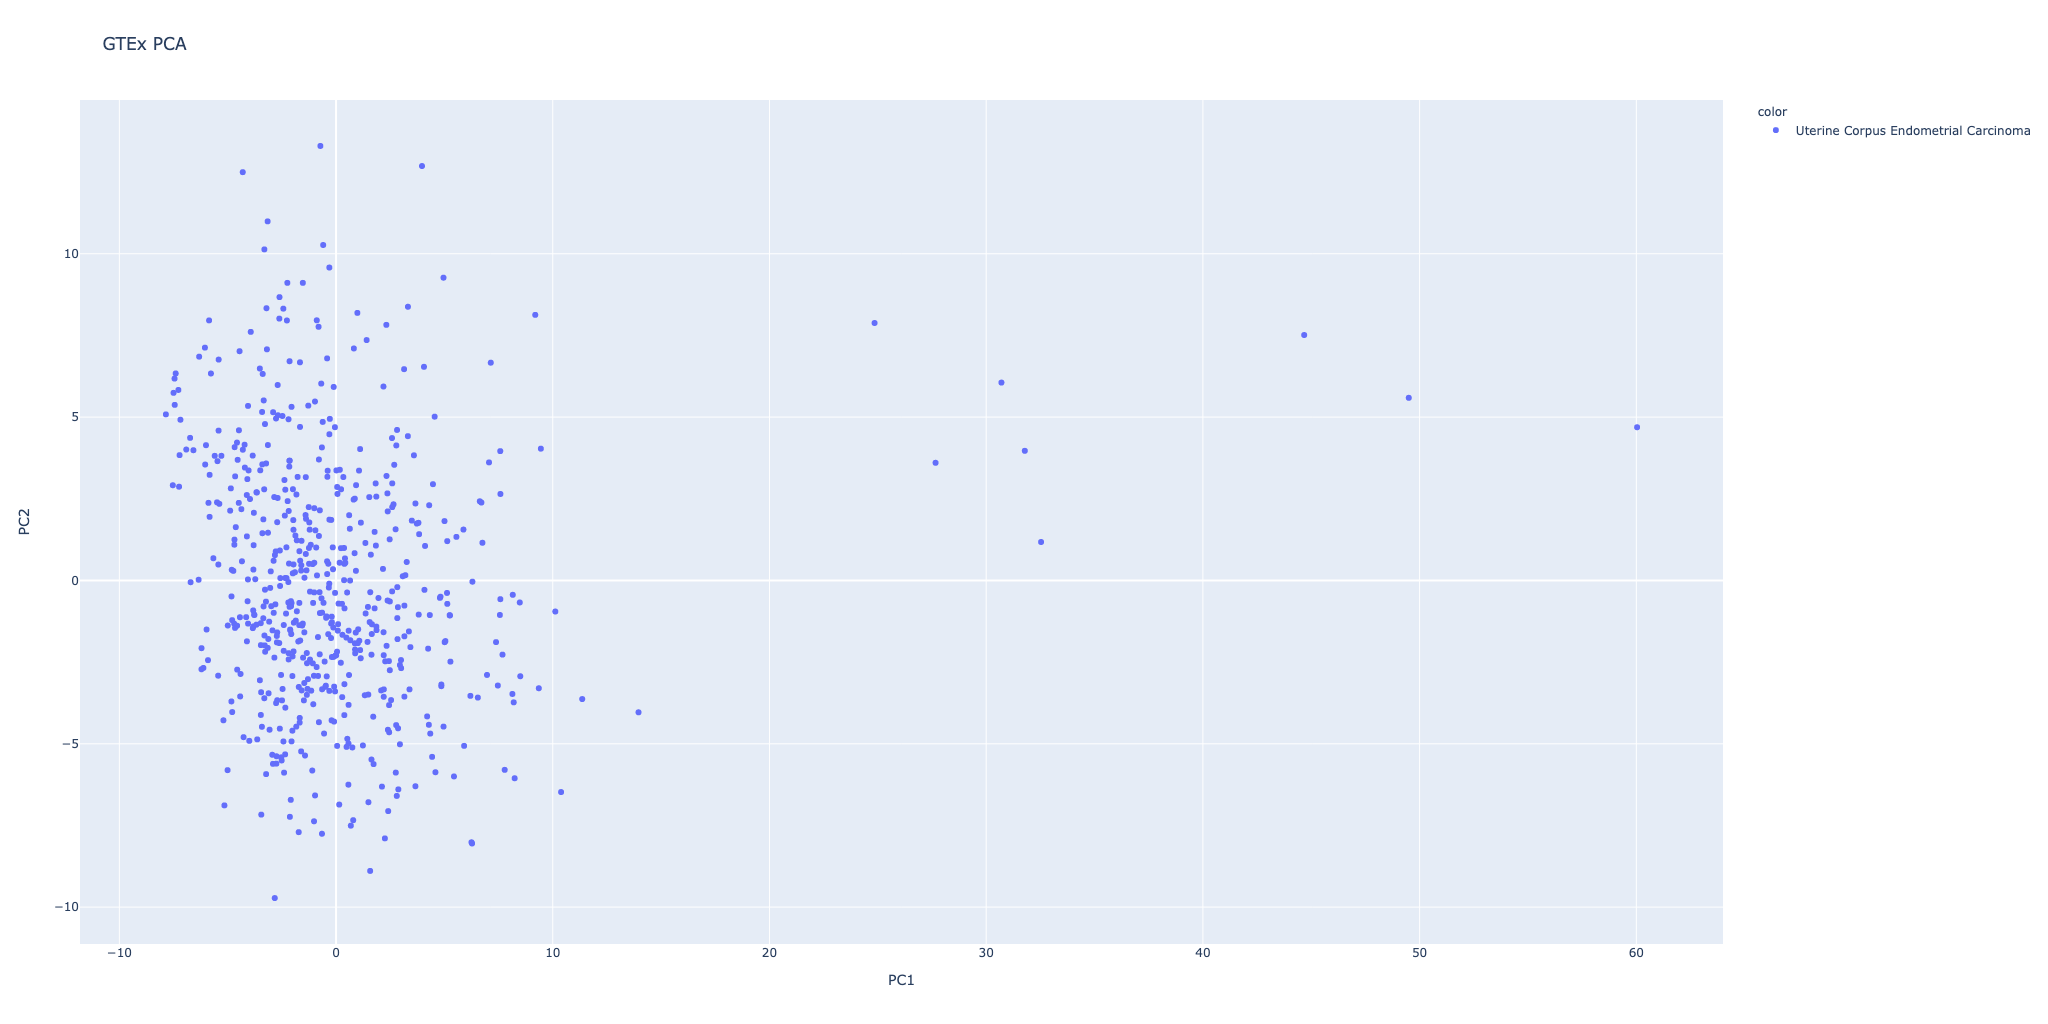 GTEx PCA
color
Uterine Corpus Endometrial Carcinoma
10
5
0
−5
−10
PC2
−10
0
10
20
30
40
50
60
PC1